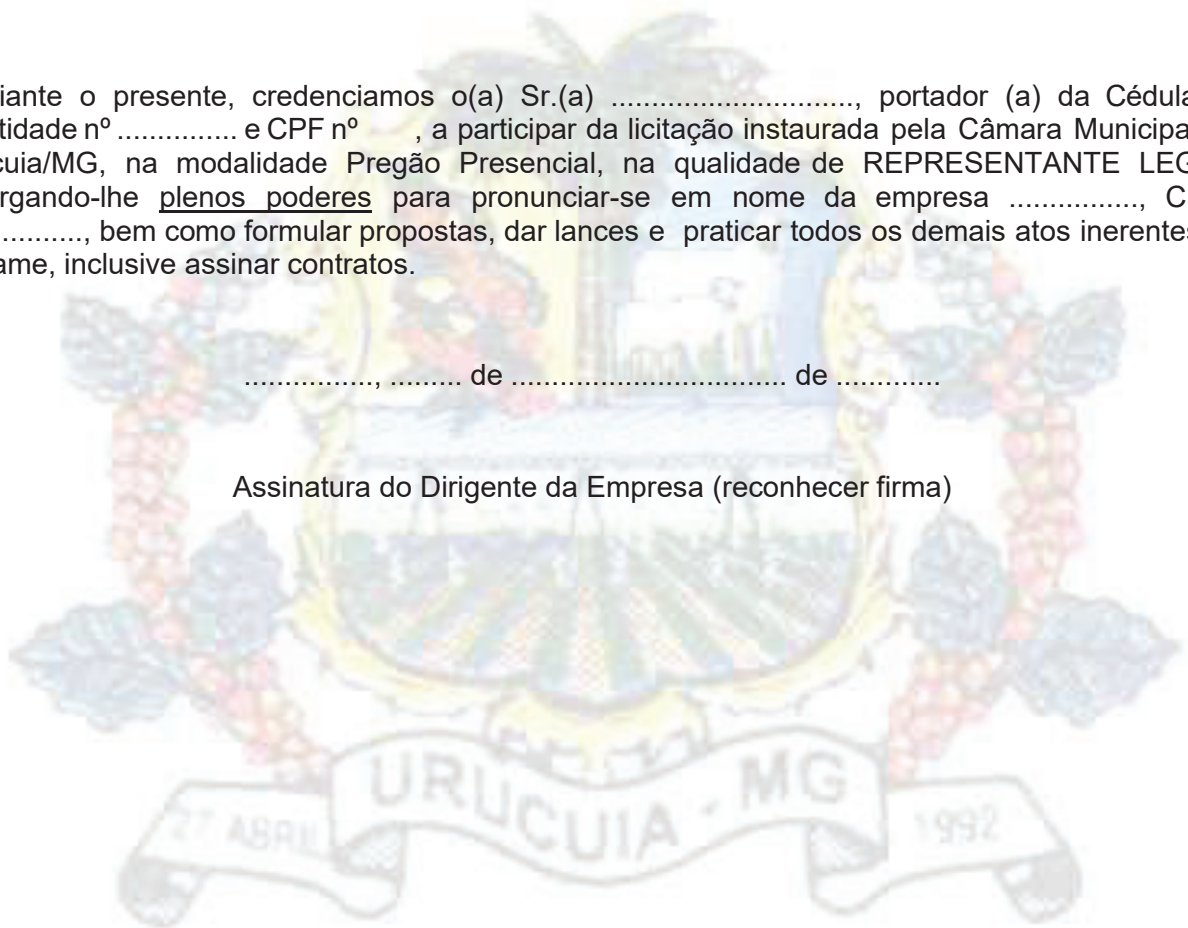 iante o presente, credenciamos o(a) Sr.(a) .............................., portador (a) da Cédula
tidade nº ............... e CPF nº , a participar da licitação instaurada pela Câmara Municipa
cuia/MG, na modalidade Pregão Presencial, na qualidade de REPRESENTANTE LEG
rgando-lhe plenos poderes para pronunciar-se em nome da empresa ................, C
..........., bem como formular propostas, dar lances e praticar todos os demais atos inerentes
ame, inclusive assinar contratos.
................, ......... de .................................. de .............
Assinatura do Dirigente da Empresa (reconhecer firma)
URUCUIA - MG
27 ABRIL
1992